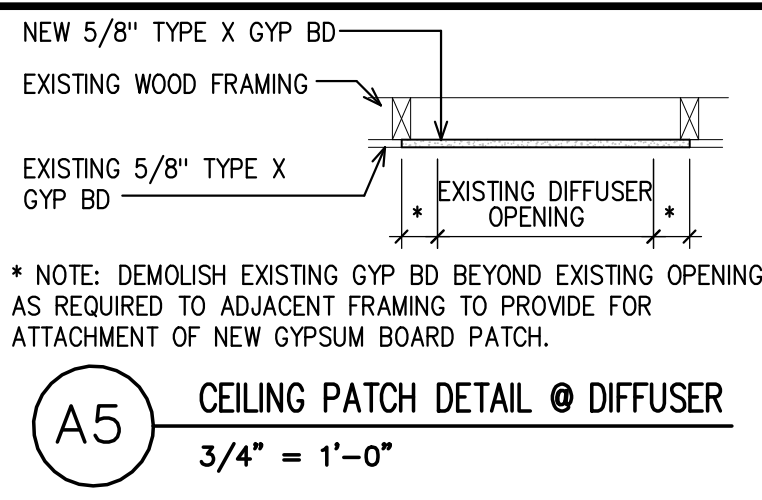 NEW 5/8" TYPE X GYP BD
EXISTING WOOD FRAMING
EXISTING 5/8" TYPE X
GYP BD
EXISTING DIFFUSER
* OPENING *
* NOTE: DEMOLISH EXISTING GYP BD BEYOND EXISTING OPENING
AS REQUIRED TO ADJACENT FRAMING TO PROVIDE FOR
ATTACHMENT OF NEW GYPSUM BOARD PATCH.
A5
CEILING PATCH DETAIL @ DIFFUSER
3/4" = 1'-0"